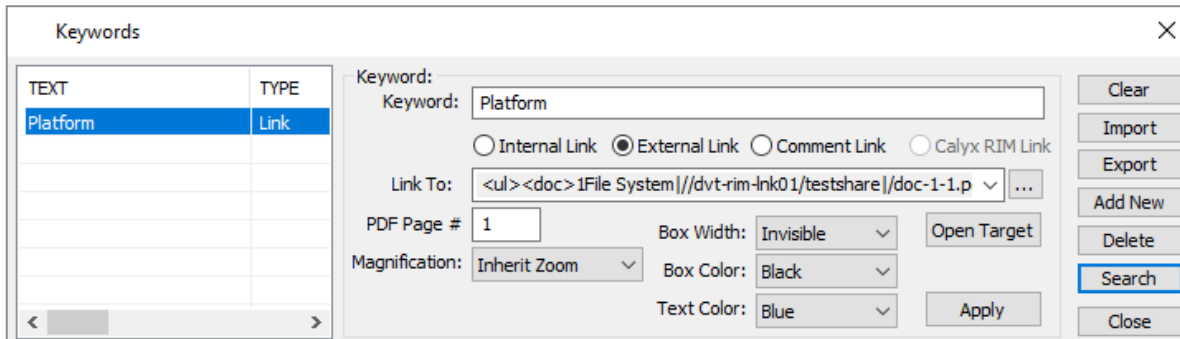 Keywords
TEXT TYPE
Platform Link
Keyword:
Keyword: Platform
Internal Link External Link Comment Link Calyx RIM Link
Link To: <ul><doc>1File System|//dvt-rim-lnk01/testshare|/doc-1-1.p ...
PDF Page # 1
Box Width: Invisible
Open Target
Magnification: Inherit Zoom
Box Color: Black
Text Color: Blue
Apply
Clear
Import
Export
Add New
Delete
Search
Close